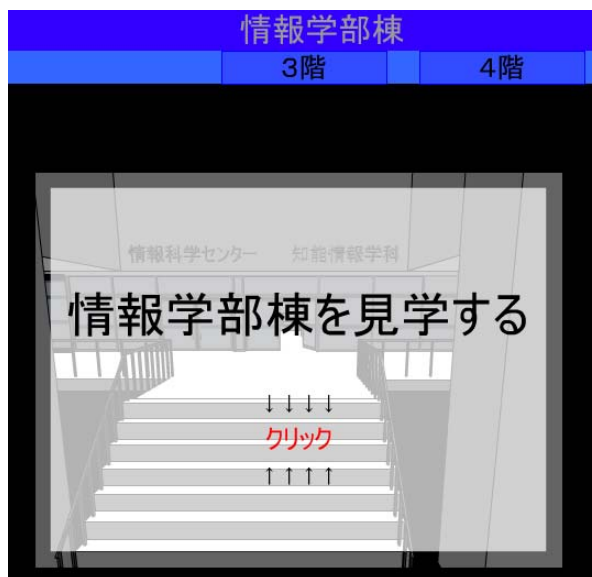 情報学部棟
3階 4階
情報科学センター 知能情報学科
情報学部棟を見学する
↓↓↓↓
クリック
↑↑↑↑